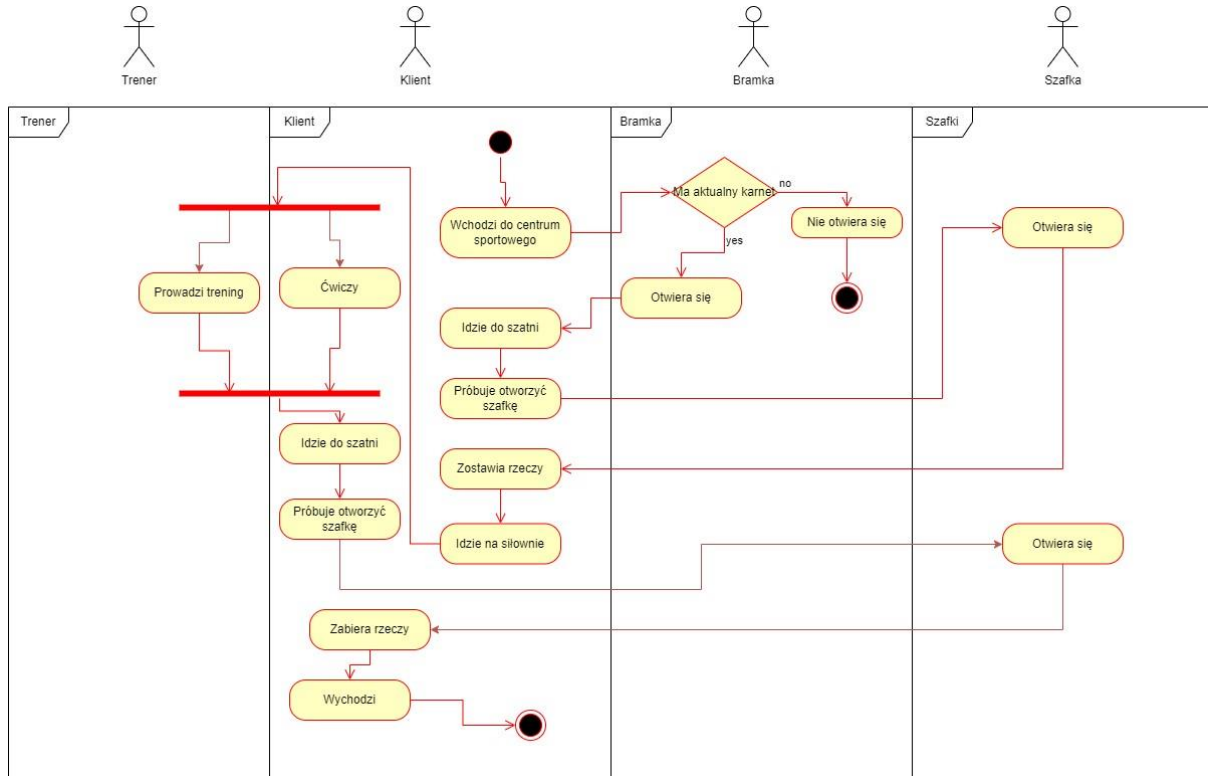 Trener
Klient
Bramka
Szafka
Trener
Klient
Bramka
Szafki
Ma aktualny karnet
no
yes
Wchodzi do centrum
sportowego
Nie otwiera się
Otwiera się
Prowadzi trening
Ćwiczy
Otwiera się
Idzie do szatni
Próbuje otworzyć
szafkę
Idzie do szatni
Zostawia rzeczy
Próbuje otworzyć
szafkę
Idzie na siłownie
Otwiera się
Zabiera rzeczy
Wychodzi